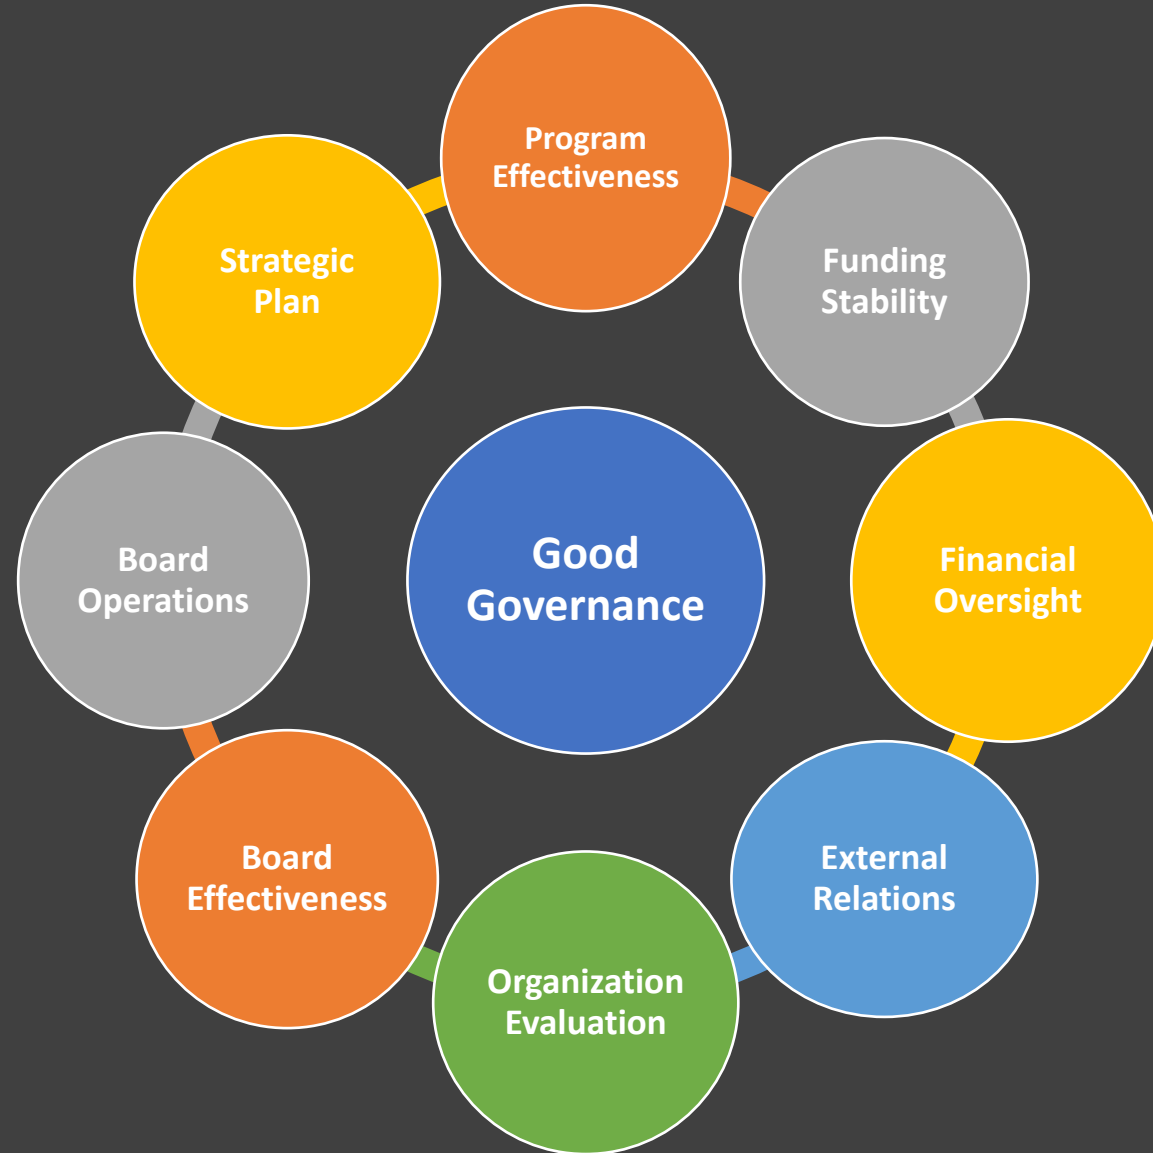 Program
Effectiveness
Funding
Stability
Financial
Oversight
External
Relations
Organization
Evaluation
Board
Effectiveness
Board
Operations
Strategic
Plan
Good
Governance